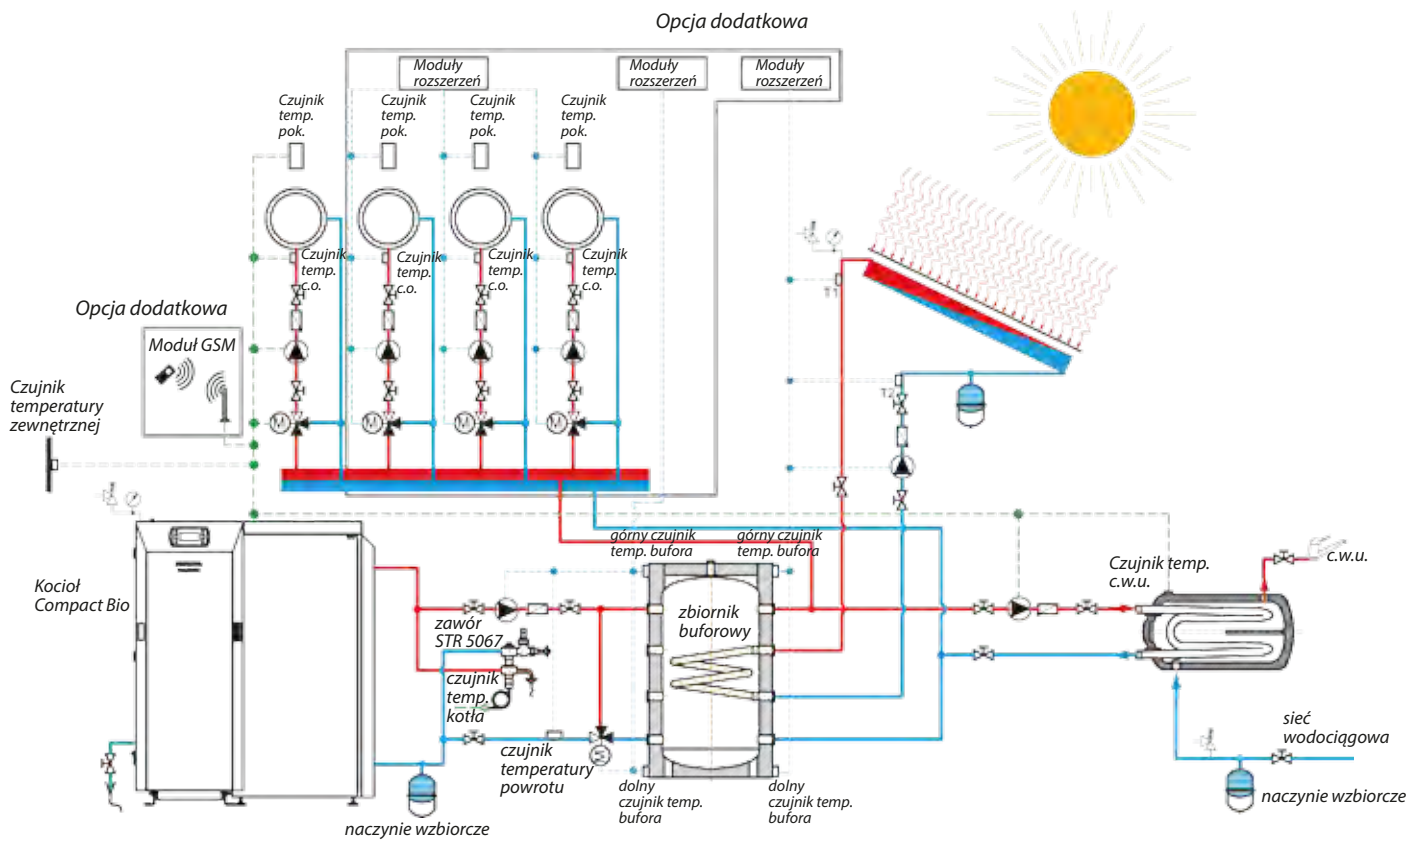 Opcja dodatkowa
Moduły
rozszerzeń
Moduły
rozszerzeń
Moduły
rozszerzeń
Czujnik
temp.
pok.
Czujnik
temp.
pok.
Czujnik
temp.
pok.
Czujnik
temp.
pok.
Czujnik
temp.
c.o.
Czujnik
temp.
c.o.
Czujnik
temp.
c.o.
Czujnik
temp.
c.o.
T1
T2
Opcja dodatkowa
Moduł GSM
Czujnik
temperatury
zewnętrznej
M
M
M
M
górny czujnik
temp. bufora
górny czujnik
temp. bufora
Kocioł
Compact Bio
zawór
STR 5067
czujnik
temp.
kotła
zbiornik
buforowy
Czujnik temp.
c.w.u.
c.w.u.
czujnik
temperatury
powrotu
M
dolny
czujnik temp.
bufora
dolny
czujnik temp.
bufora
sieć
wodociągowa
naczynie wzbiorcze
naczynie wzbiorcze